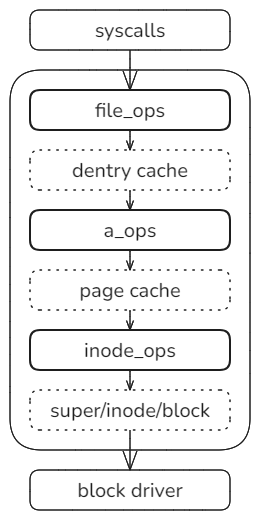 syscalls
file_ops
dentry cache
a_ops
page cache
inode_ops
super/inode/block
block driver